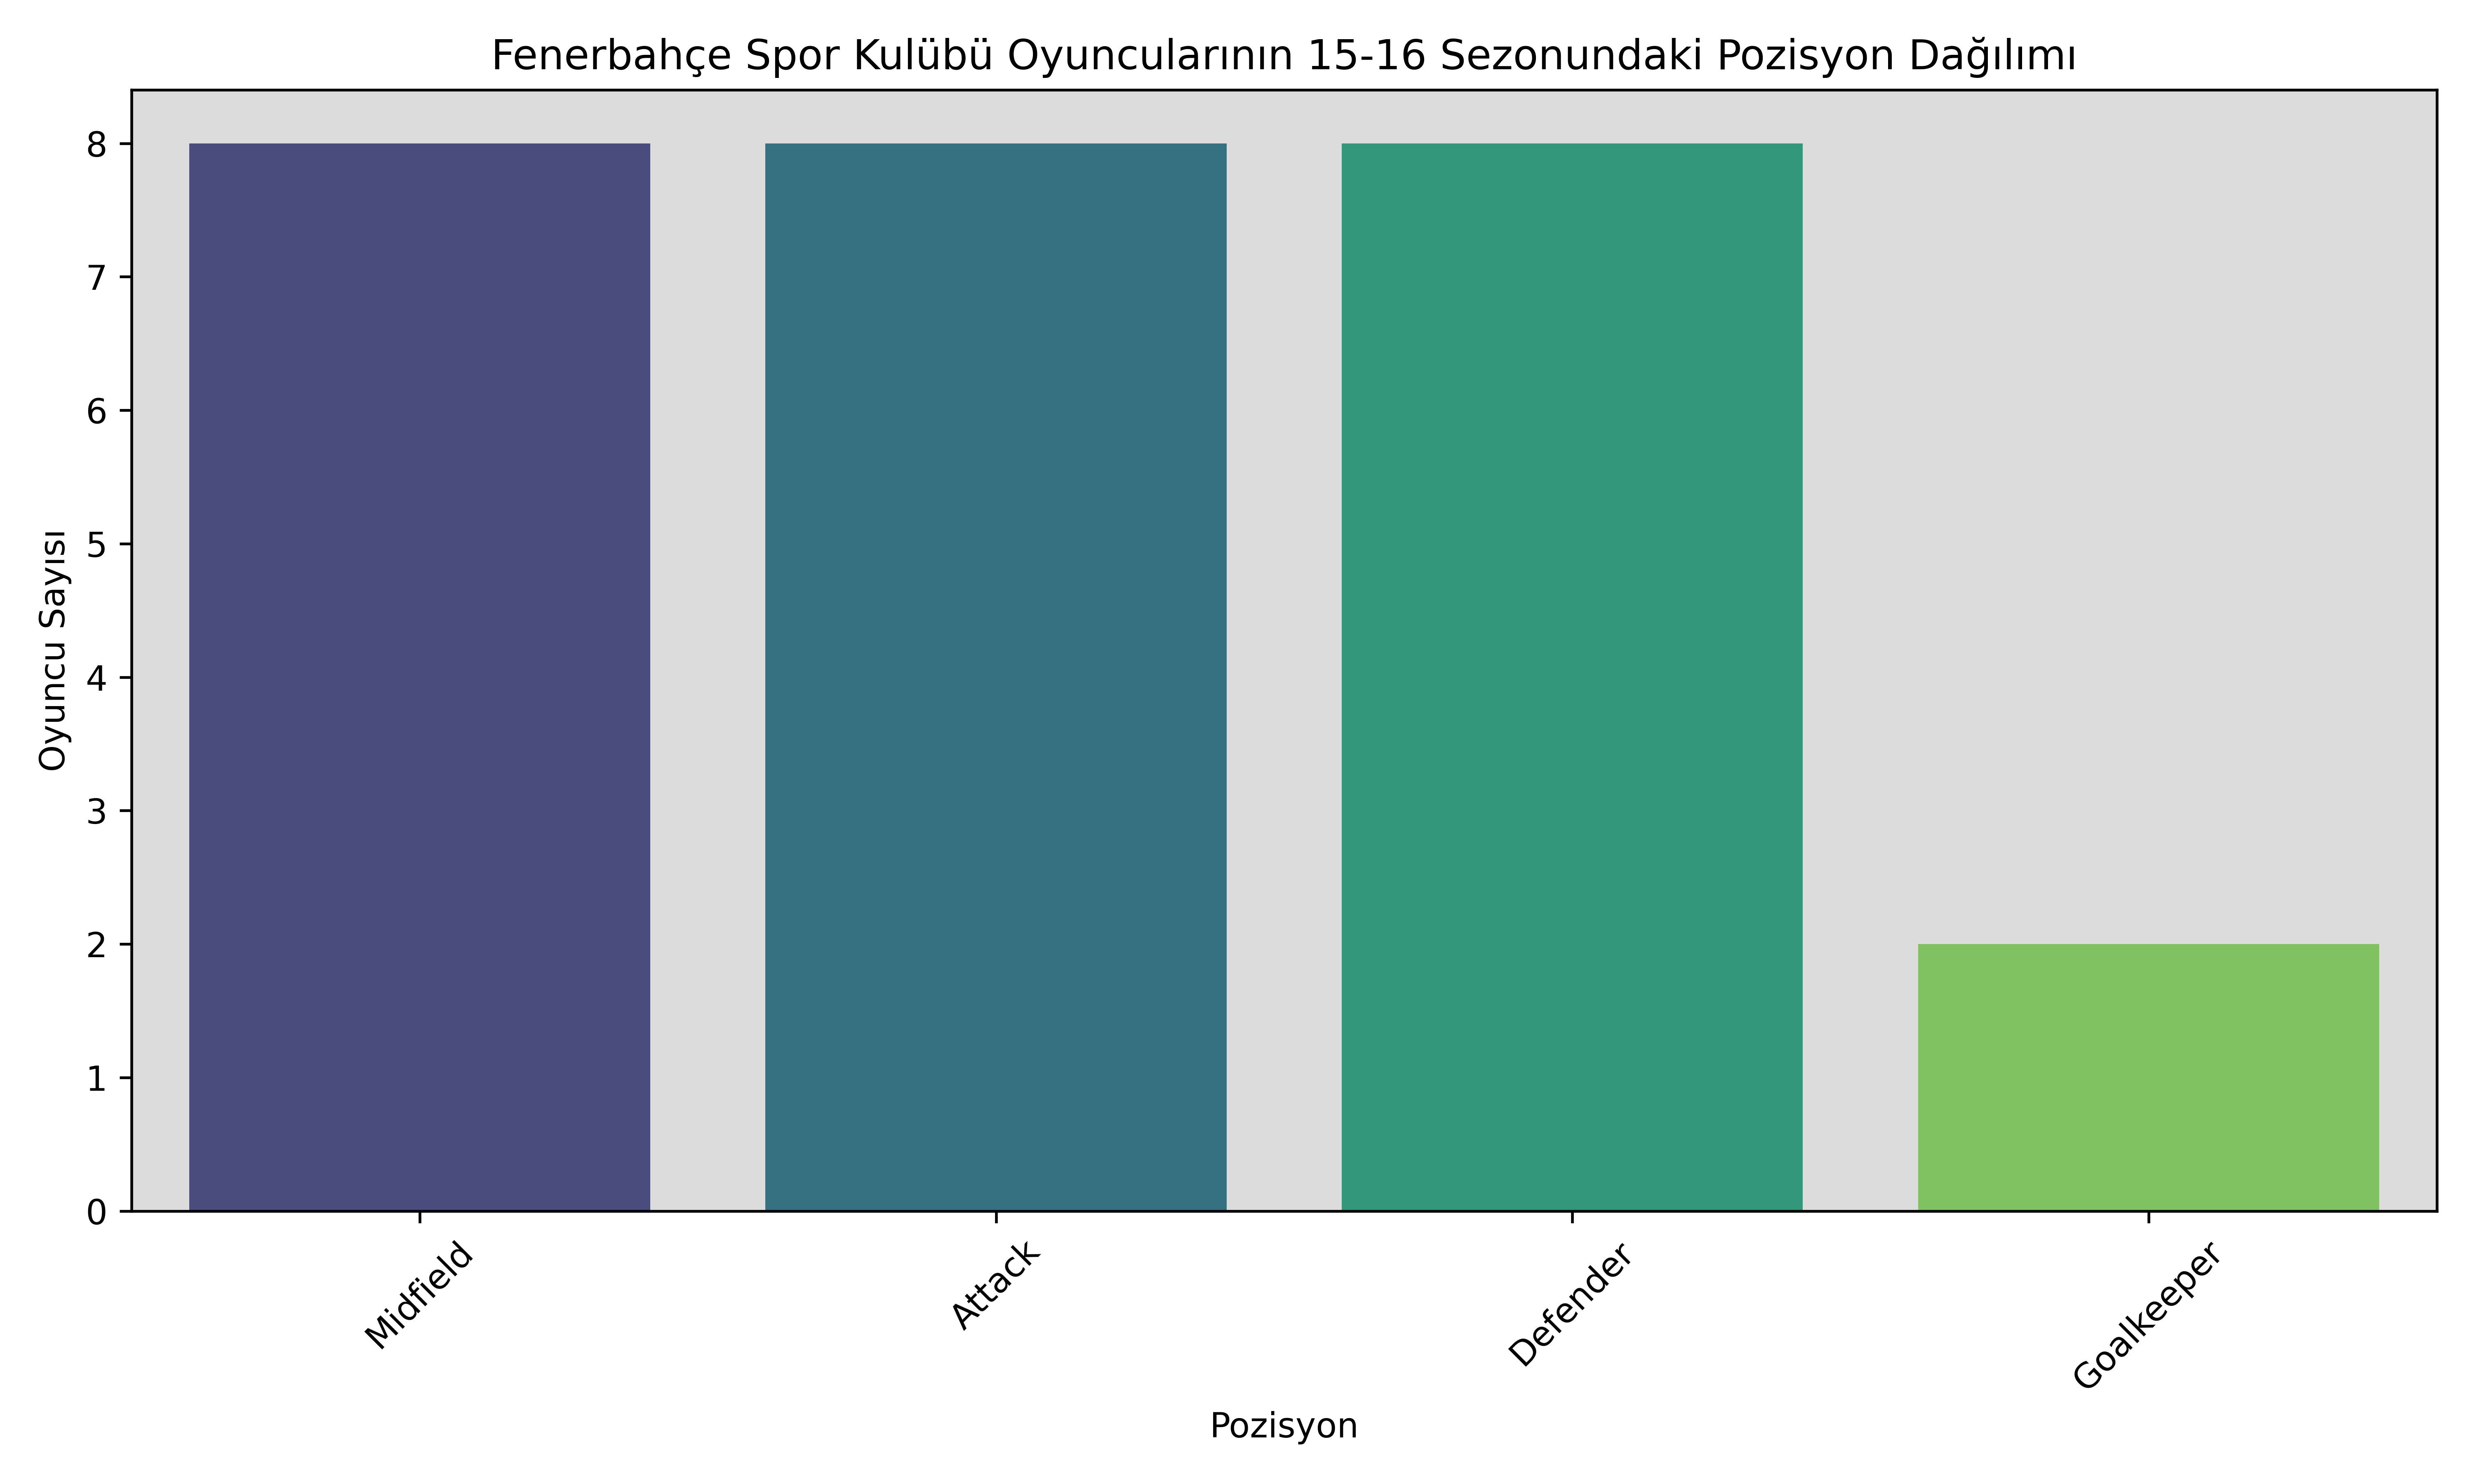 Fenerbahçe Spor Kulübü Oyuncularının 15-16 Sezonundaki Pozisyon Dağılımı
Oyuncu Sayısı
8
7
6
5
4
3
2
1
0
Midfield
Attack
Defender
Goalkeeper
Pozisyon